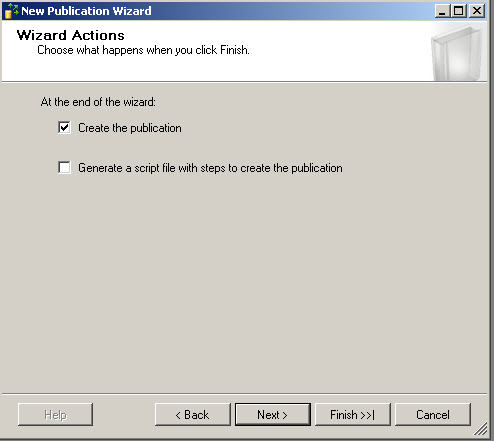 New Publication Wizard
Wizard Actions
Choose what happens when you click Finish.
At the end of the wizard:
Create the publication
Generate a script file with steps to create the publication
Help
< Back
Next >
Finish >>|
Cancel